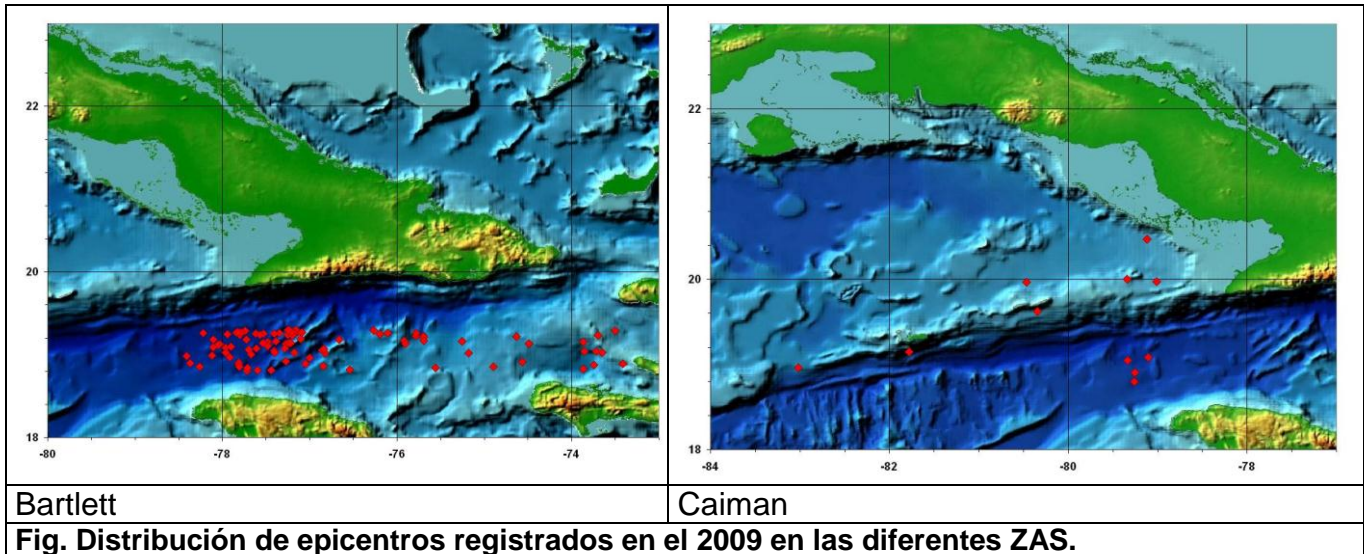 22
20
18
-80 -78 -76 -74
22
20
18
-84 -82 -80 -78
Bartlett
Caiman
Fig. Distribución de epicentros registrados en el 2009 en las diferentes ZAS.